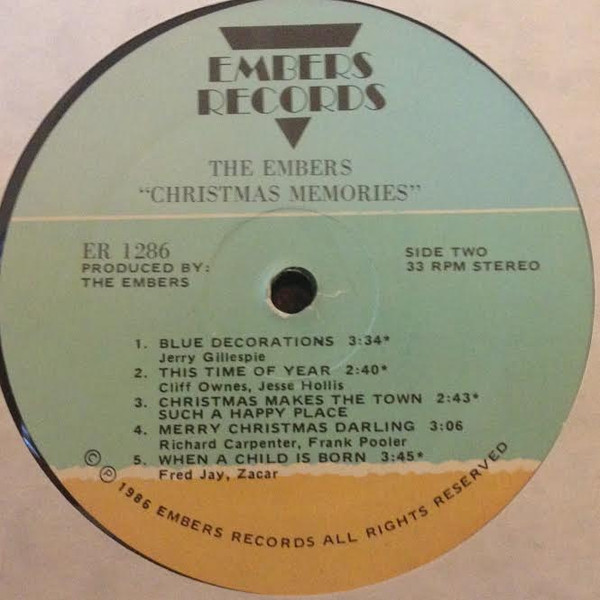 EMBERS
RECORDS
THE EMBERS
"CHRISTMAS MEMORIES"
ER 1286
PRODUCED BY:
THE EMBERS
SIDE TWO
33 RPM STEREO
1. BLUE DECORATIONS 3:34*
Jerry Gillespie
2. THIS TIME OF YEAR 2:40*
Cliff Ownes, Jesse Hollis
3. CHRISTMAS MAKES THE TOWN 2:43*
SUCH A HAPPY PLACE
4. MERRY CHRISTMAS DARLING 3:06
Richard Carpenter, Frank Pooler
5. WHEN A CHILD IS BORN 3:45*
Fred Jay, Zacar
© ℗ 1986 EMBERS RECORDS ALL RIGHTS RESERVED